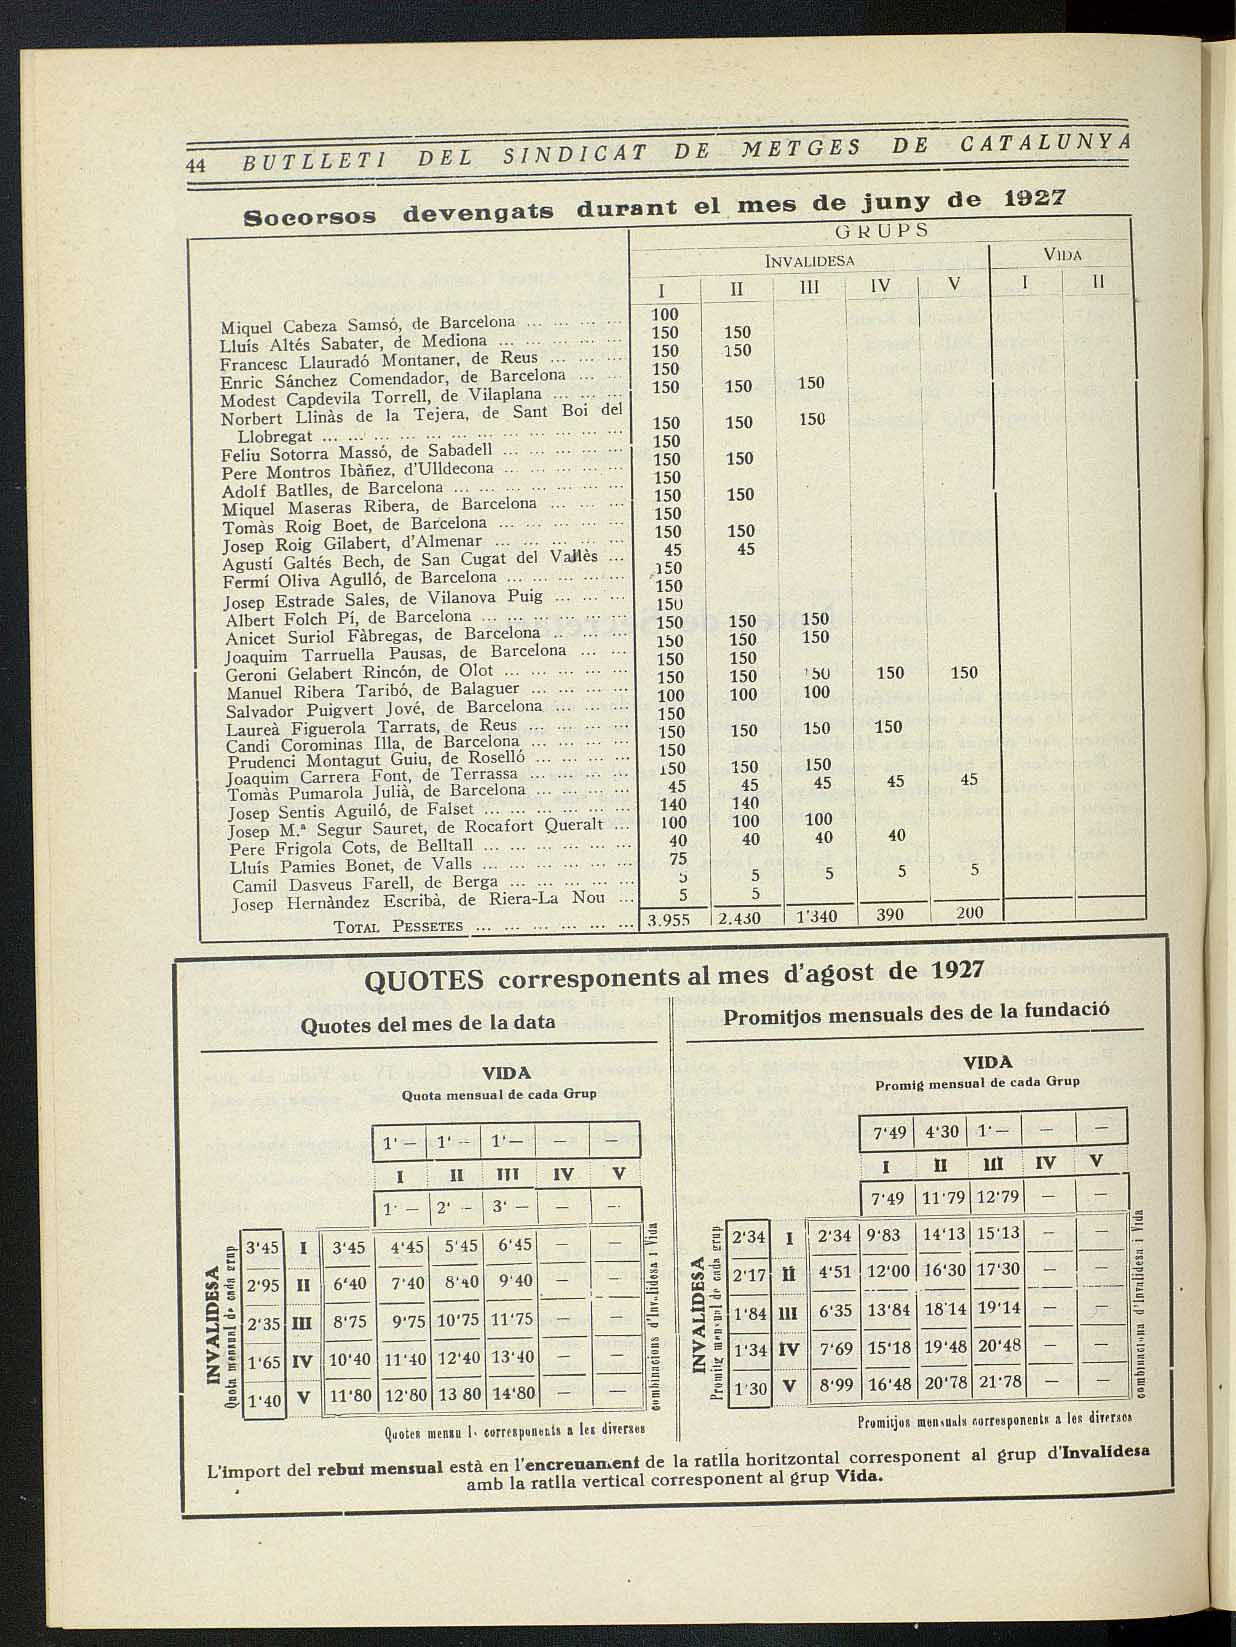 44 BUTLLETI DEL SINDICAT DE METGES DE CATALUNYA
Socorsos devengats durant el mes de juny de 1927
GRUPS
INVALIDESA VIDA
I II III IV V I II
Miquel Cabeza Samsó, de Barcelona ... ... ... ... 100
Lluís Altés Sabater, de Mediona ... ... ... ... ... 150 150
Francesc Llauradó Montaner, de Reus ... ... ... 150 150
Enric Sánchez Comendador, de Barcelona ... ... 150
Modest Capdevila Torrell, de Vilaplana ... ... ... 150 150 150
Norbert Llinàs de la Tejera, de Sant Boi del
Llobregat ... ... ... ... ... ... ... ... ... ... ... ... 150 150 150
Feliu Sotorra Massó, de Sabadell ... ... ... ... ... 150
Pere Montros Ibàñez, d'Ulldecona ... ... ... ... ... 150 150
Adolf Batlles, de Barcelona ... ... ... ... ... ... ... 150
Miquel Maseras Ribera, de Barcelona ... ... ... 150 150
Tomàs Roig Boet, de Barcelona ... ... ... ... ... 150
Josep Roig Gilabert, d'Almenar ... ... ... ... ... 150 150
Agustí Galtés Bech, de San Cugat del Vallès ... 45 45
Fermí Oliva Agulló, de Barcelona ... ... ... ... ... 150
Josep Estrade Sales, de Vilanova Puig ... ... ... 150
Albert Folch Pí, de Barcelona ... ... ... ... ... ... 150
Anicet Suriol Fàbregas, de Barcelona ... ... ... 150 150 150
Joaquim Tarruella Pausas, de Barcelona ... ... 150 150 150
Geroni Gelabert Rincón, de Olot ... ... ... ... ... 150 150
Manuel Ribera Taribó, de Balaguer ... ... ... ... 150 150 150 150 150
Salvador Puigvert Jové, de Barcelona ... ... ... 100 100 100
Laureà Figuerola Tarrats, de Reus ... ... ... ... 150
Candi Corominas Illa, de Barcelona ... ... ... ... 150 150 150 150
Prudenci Montagut Guiu, de Roselló ... ... ... ... 150
Joaquim Carrera Font, de Terrassa ... ... ... ... 150 150 150
Tomàs Pumarola Julià, de Barcelona ... ... ... ... 45 45 45 45 45
Josep Sentis Aguiló, de Falset ... ... ... ... ... ... 140 140
Josep M.ª Segur Sauret, de Rocafort Queralt ... 100 100 100
Pere Frigola Cots, de Belltall ... ... ... ... ... ... 40 40 40 40
Lluís Pamies Bonet, de Valls ... ... ... ... ... ... 75
Camil Dasveus Farell, de Berga ... ... ... ... ... 5 5 5 5 5
Josep Hernàndez Escribà, de Riera-La Nou ... 5 5
TOTAL PESSETES ... ... ... ... ... ... 3.955 2.430 1'340 390 200
QUOTES corresponents al mes d'agost de 1927
Quotes del mes de la data
VIDA
Quota mensual de cada Grup
1'— 1'— 1'— — —
I II III IV V
1'— 2'— 3'— — —
INVALIDESA
Quota mensual de cada grup
3'45 I 3'45 4'45 5'45 6'45 — —
2'95 II 6'40 7'40 8'40 9'40 — —
2'35 III 8'75 9'75 10'75 11'75 — —
1'65 IV 10'40 11'40 12'40 13'40 — —
1'40 V 11'80 12'80 13 80 14'80 — —
combinacions d'Invalidesa i Vida
Quotes mensuals corresponents a les diverses
Promitjos mensuals des de la fundació
VIDA
Promig mensual de cada Grup
7'49 4'30 1'— — —
I II III IV V
7'49 11'79 12'79 — —
INVALIDESA
Promitg mensual de cada grup
2'34 I 2'34 9'83 14'13 15'13 — —
2'17 II 4'51 12'00 16'30 17'30 — —
1'84 III 6'35 13'84 18'14 19'14 — —
1'34 IV 7'69 15'18 19'48 20'48 — —
1'30 V 8'99 16'48 20'78 21'78 — —
combinacions d'Invalidesa i Vida
Promitjos mensuals corresponents a les diverses
L'import del rebut mensual està en l'encreuament de la ratlla horitzontal corresponent al grup d'Invalidesa
amb la ratlla vertical corresponent al grup Vida.